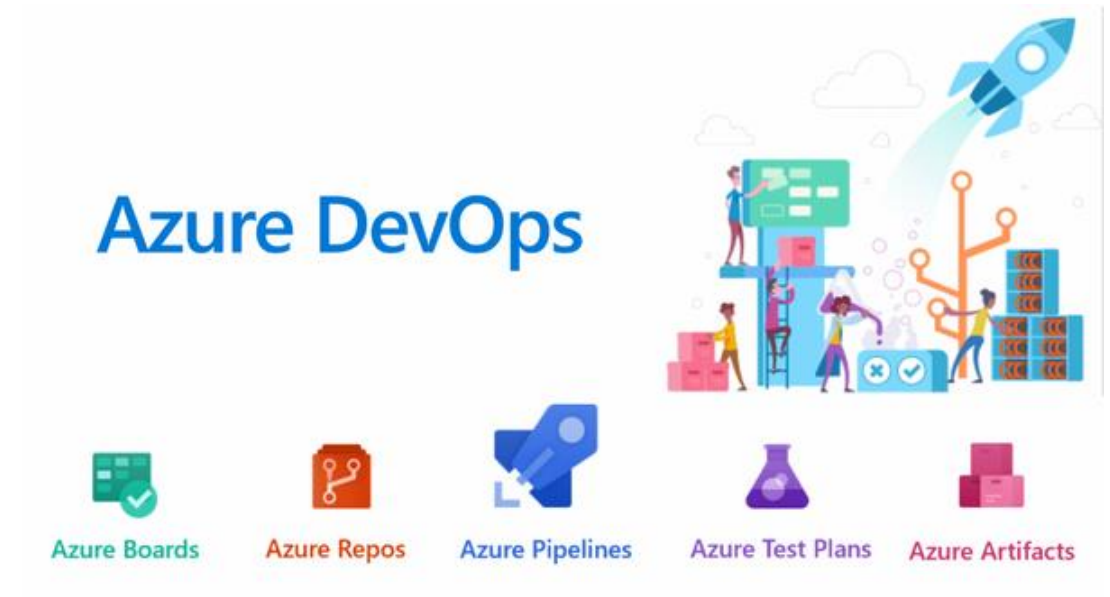 Azure DevOps
Azure Boards
Azure Repos
Azure Pipelines
Azure Test Plans
Azure Artifacts